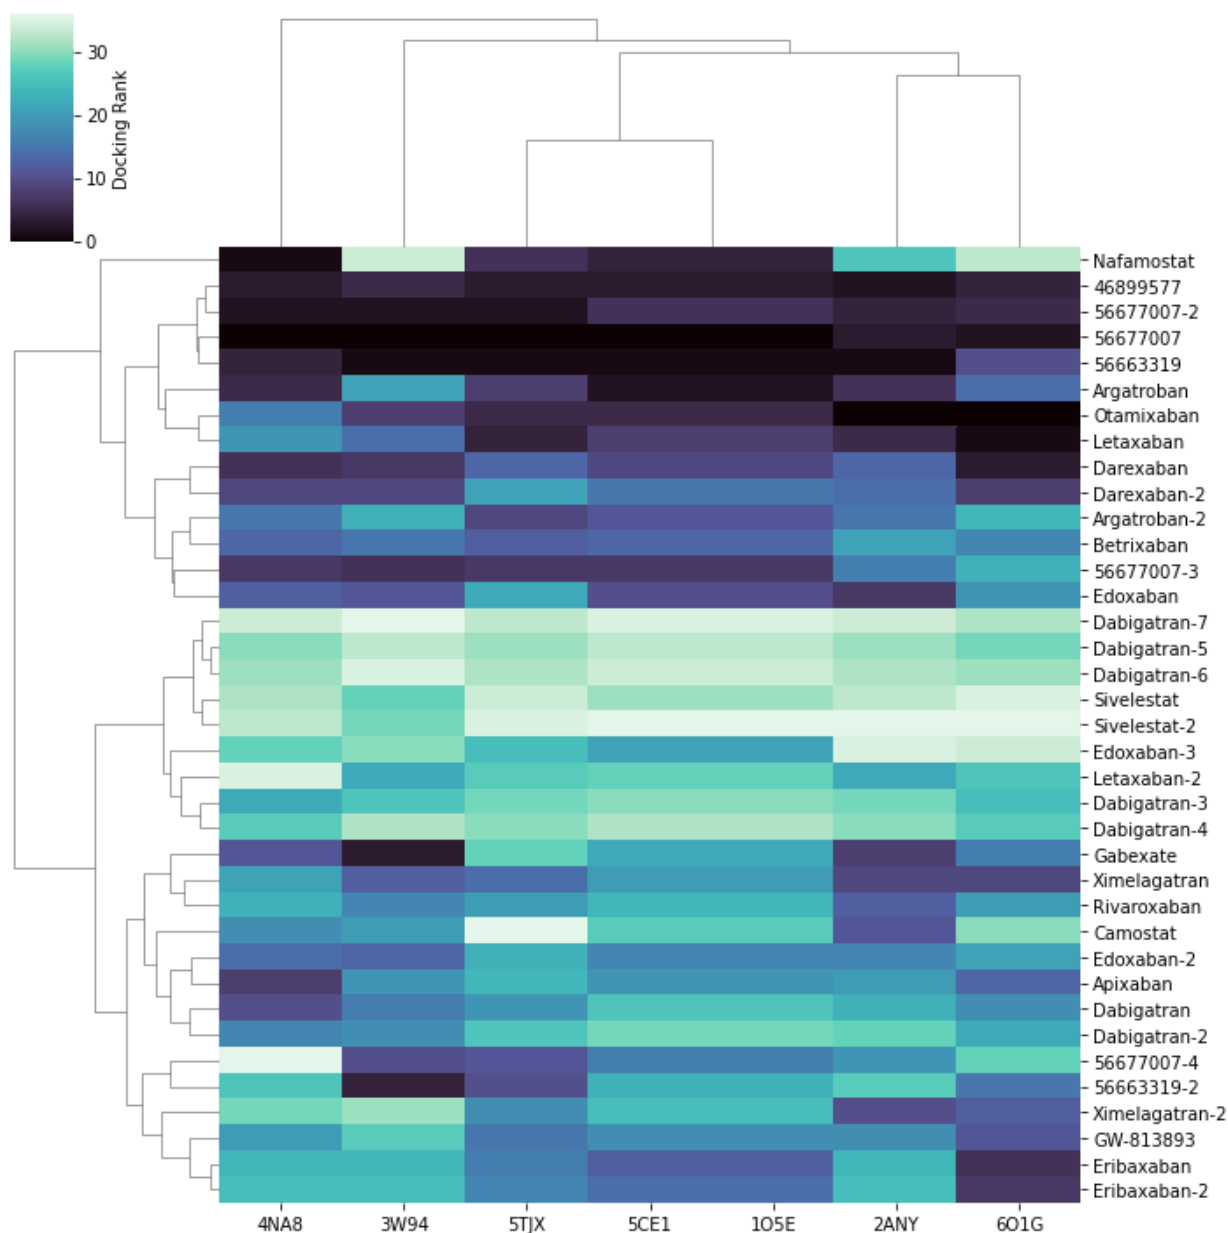 30
20
10
0
Docking Rank
Nafamostat
46899577
56677007-2
56677007
56663319
Argatroban
Otamixaban
Letaxaban
Darexaban
Darexaban-2
Argatroban-2
Betrixaban
56677007-3
Edoxaban
Dabigatran-7
Dabigatran-5
Dabigatran-6
Sivelestat
Sivelestat-2
Edoxaban-3
Letaxaban-2
Dabigatran-3
Dabigatran-4
Gabexate
Ximelagatran
Rivaroxaban
Camostat
Edoxaban-2
Apixaban
Dabigatran
Dabigatran-2
56677007-4
56663319-2
Ximelagatran-2
GW-813893
Eribaxaban
Eribaxaban-2
4NA8 3W94 5TJX 5CE1 1O5E 2ANY 6O1G